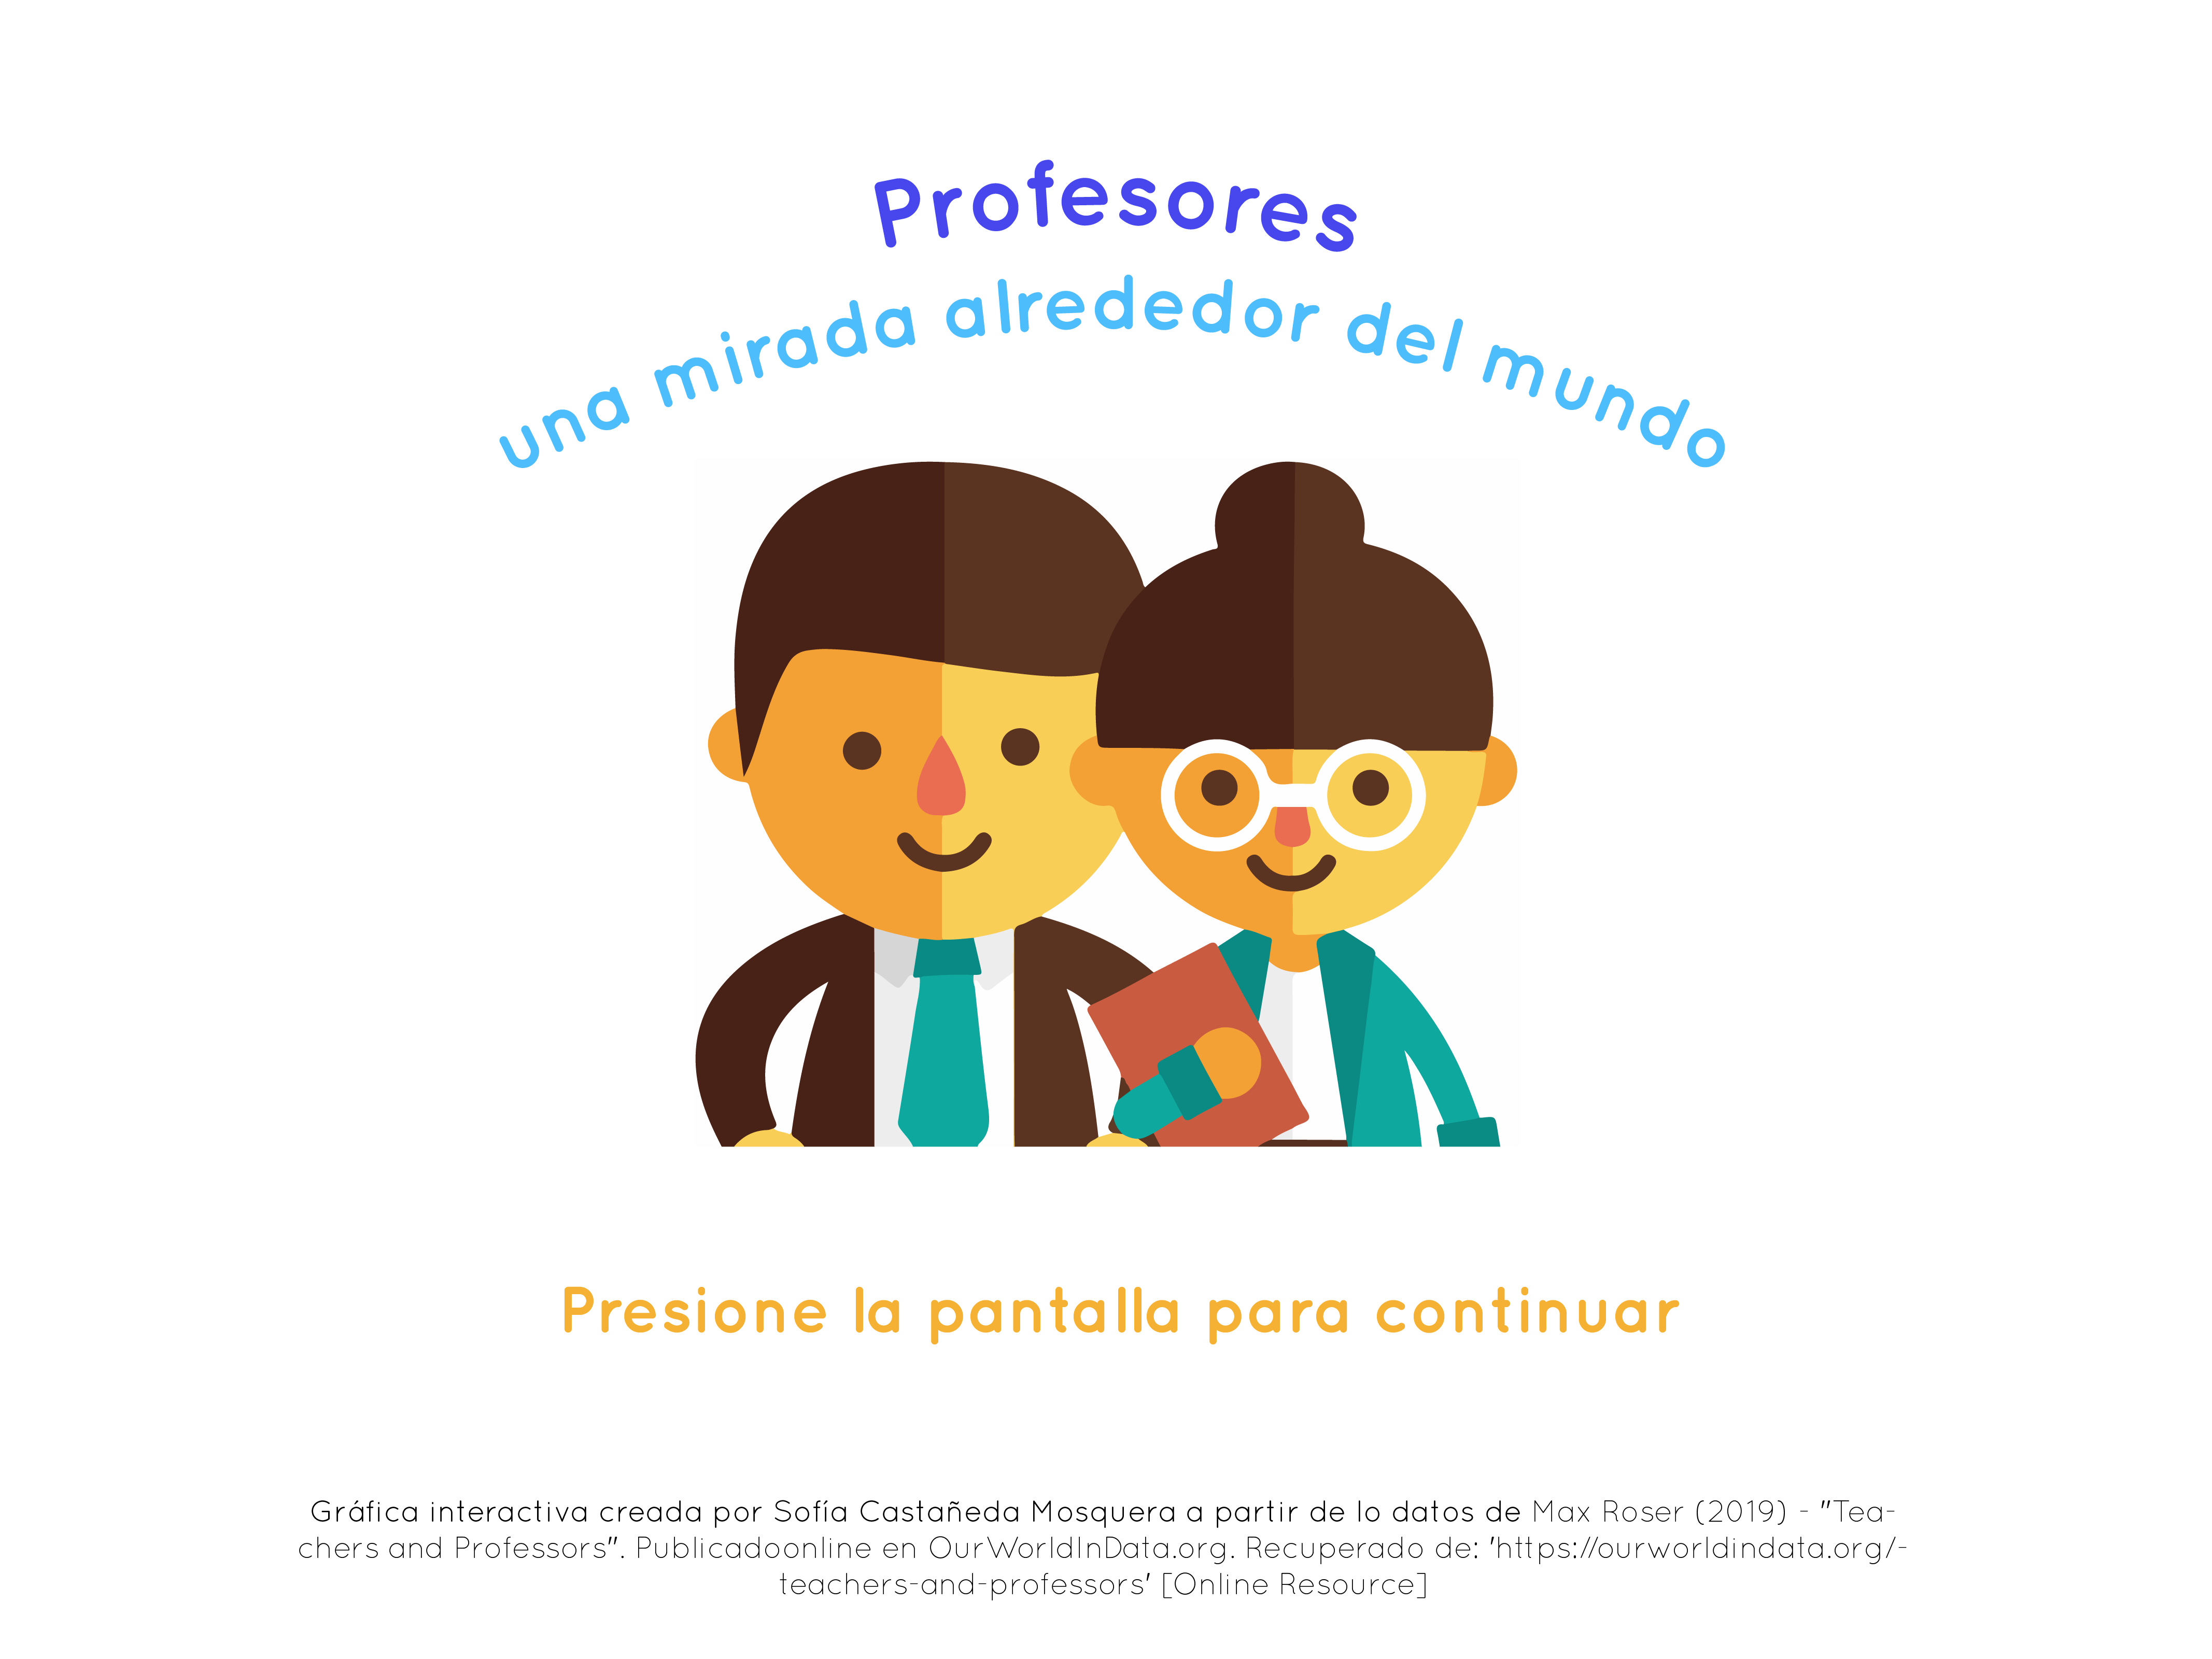 Profesores
una mirada alrededor del mundo
Presione la pantalla para continuar
Gráfica interactiva creada por Sofía Castañeda Mosquera a partir de lo datos de Max Roser (2019) - "Tea-
chers and Professors". Publicadoonline en OurWorldInData.org. Recuperado de: 'https://ourworldindata.org/-
teachers-and-professors' [Online Resource]